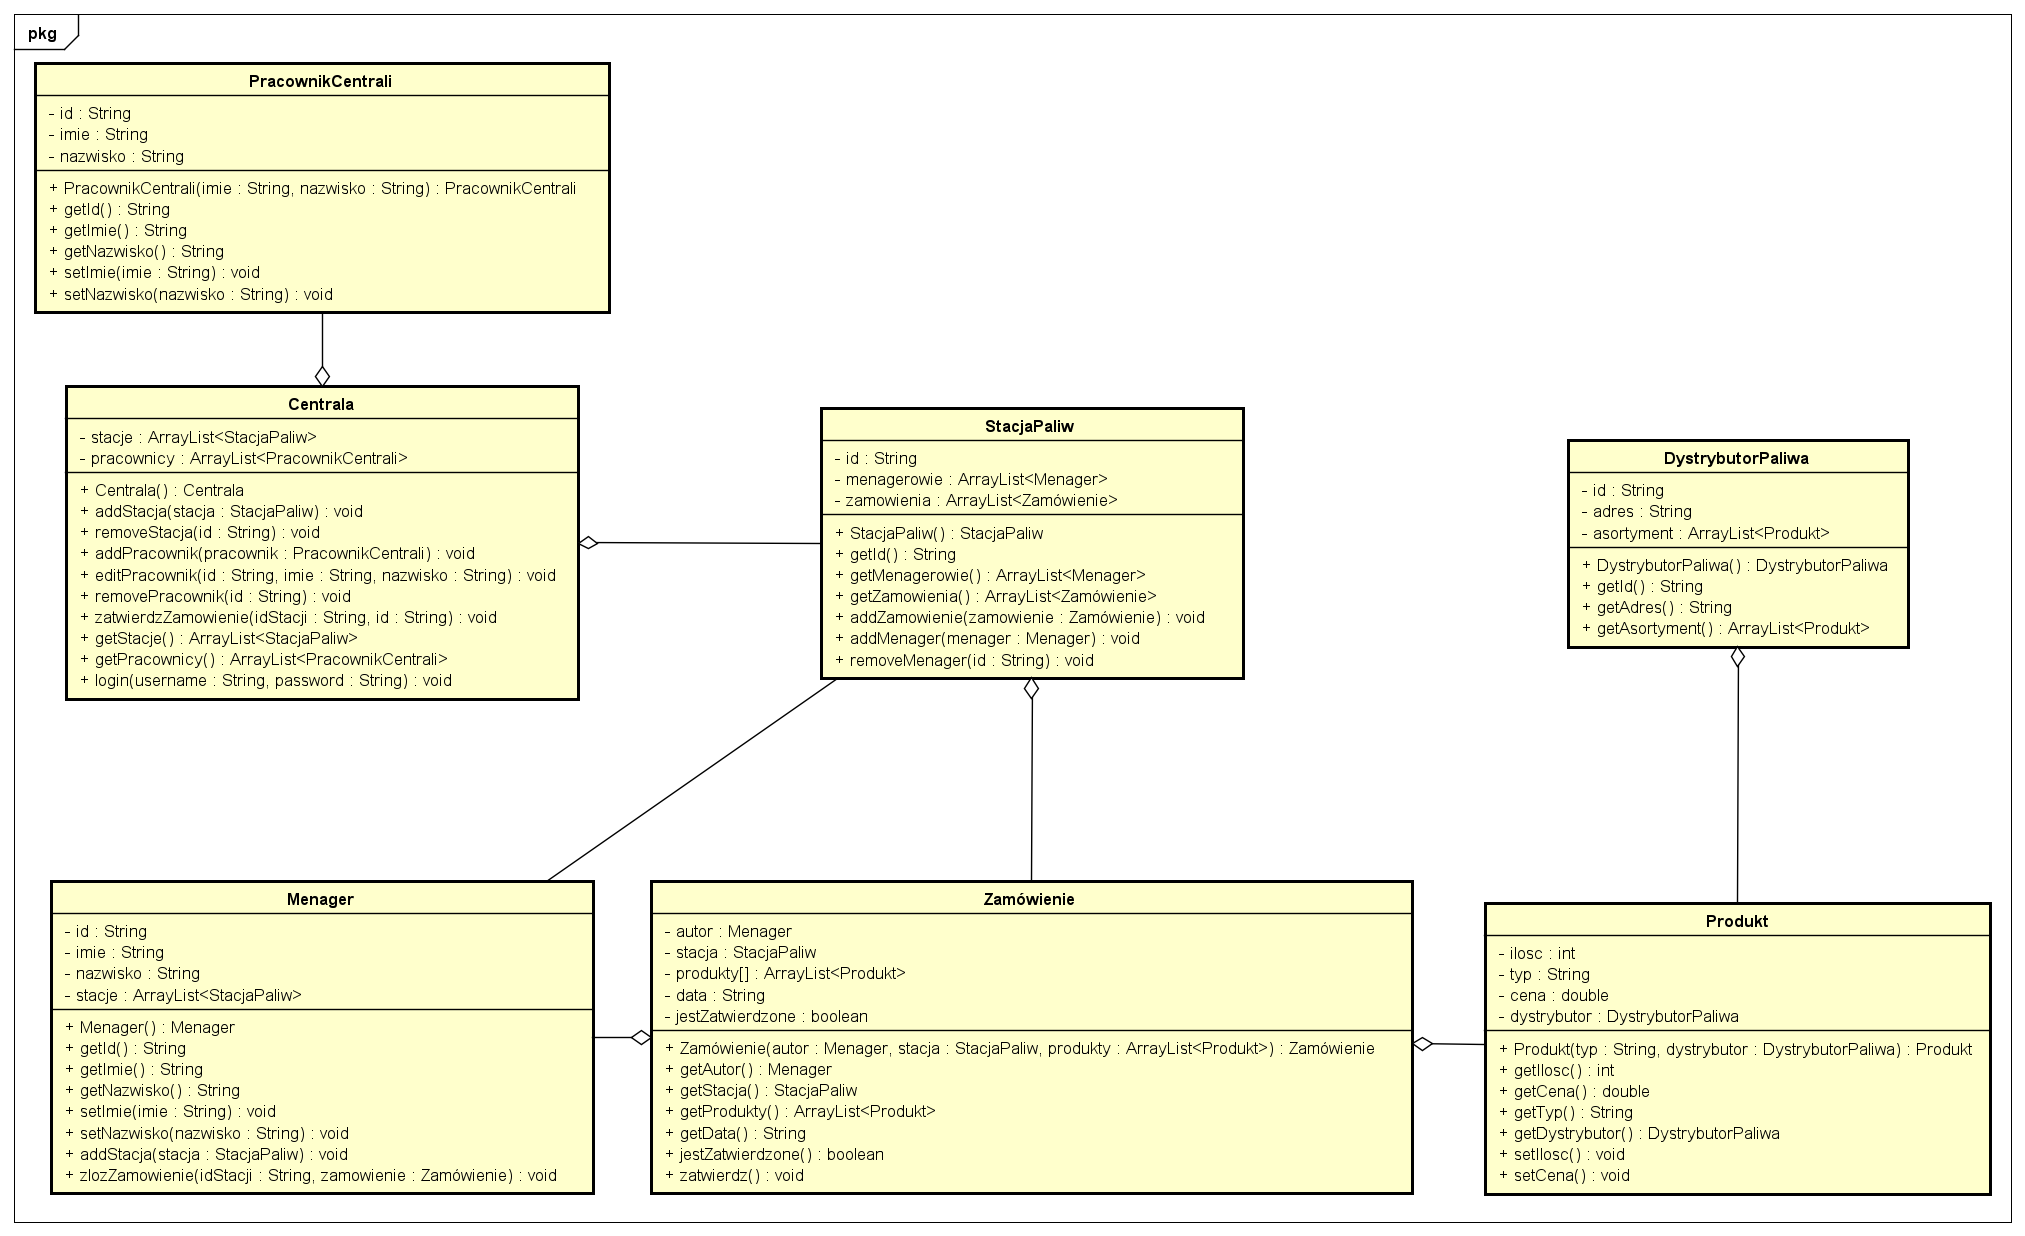 pkg
PracownikCentrali
- id : String
- imie : String
- nazwisko : String
+ PracownikCentrali(imie : String, nazwisko : String) : PracownikCentrali
+ getId() : String
+ getImie() : String
+ getNazwisko() : String
+ setImie(imie : String) : void
+ setNazwisko(nazwisko : String) : void
Centrala
- stacje : ArrayList<StacjaPaliw>
- pracownicy : ArrayList<PracownikCentrali>
+ Centrala() : Centrala
+ addStacja(stacja : StacjaPaliw) : void
+ removeStacja(id : String) : void
+ addPracownik(pracownik : PracownikCentrali) : void
+ editPracownik(id : String, imie : String, nazwisko : String) : void
+ removePracownik(id : String) : void
+ zatwierdzZamowienie(idStacji : String, id : String) : void
+ getStacje() : ArrayList<StacjaPaliw>
+ getPracownicy() : ArrayList<PracownikCentrali>
+ login(username : String, password : String) : void
StacjaPaliw
- id : String
- menagerowie : ArrayList<Menager>
- zamowienia : ArrayList<Zamówienie>
+ StacjaPaliw() : StacjaPaliw
+ getId() : String
+ getMenagerowie() : ArrayList<Menager>
+ getZamowienia() : ArrayList<Zamówienie>
+ addZamowienie(zamowienie : Zamówienie) : void
+ addMenager(menager : Menager) : void
+ removeMenager(id : String) : void
DystrybutorPaliwa
- id : String
- adres : String
- asortyment : ArrayList<Produkt>
+ DystrybutorPaliwa() : DystrybutorPaliwa
+ getId() : String
+ getAdres() : String
+ getAsortyment() : ArrayList<Produkt>
Menager
- id : String
- imie : String
- nazwisko : String
- stacje : ArrayList<StacjaPaliw>
+ Menager() : Menager
+ getId() : String
+ getImie() : String
+ getNazwisko() : String
+ setImie(imie : String) : void
+ setNazwisko(nazwisko : String) : void
+ addStacja(stacja : StacjaPaliw) : void
+ zlozZamowienie(idStacji : String, zamowienie : Zamówienie) : void
Zamówienie
- autor : Menager
- stacja : StacjaPaliw
- produkty[] : ArrayList<Produkt>
- data : String
- jestZatwierdzone : boolean
+ Zamówienie(autor : Menager, stacja : StacjaPaliw, produkty : ArrayList<Produkt>) : Zamówienie
+ getAutor() : Menager
+ getStacja() : StacjaPaliw
+ getProdukty() : ArrayList<Produkt>
+ getData() : String
+ jestZatwierdzone() : boolean
+ zatwierdz() : void
Produkt
- ilosc : int
- typ : String
- cena : double
- dystrybutor : DystrybutorPaliwa
+ Produkt(typ : String, dystrybutor : DystrybutorPaliwa) : Produkt
+ getIlosc() : int
+ getCena() : double
+ getTyp() : String
+ getDystrybutor() : DystrybutorPaliwa
+ setIlosc() : void
+ setCena() : void